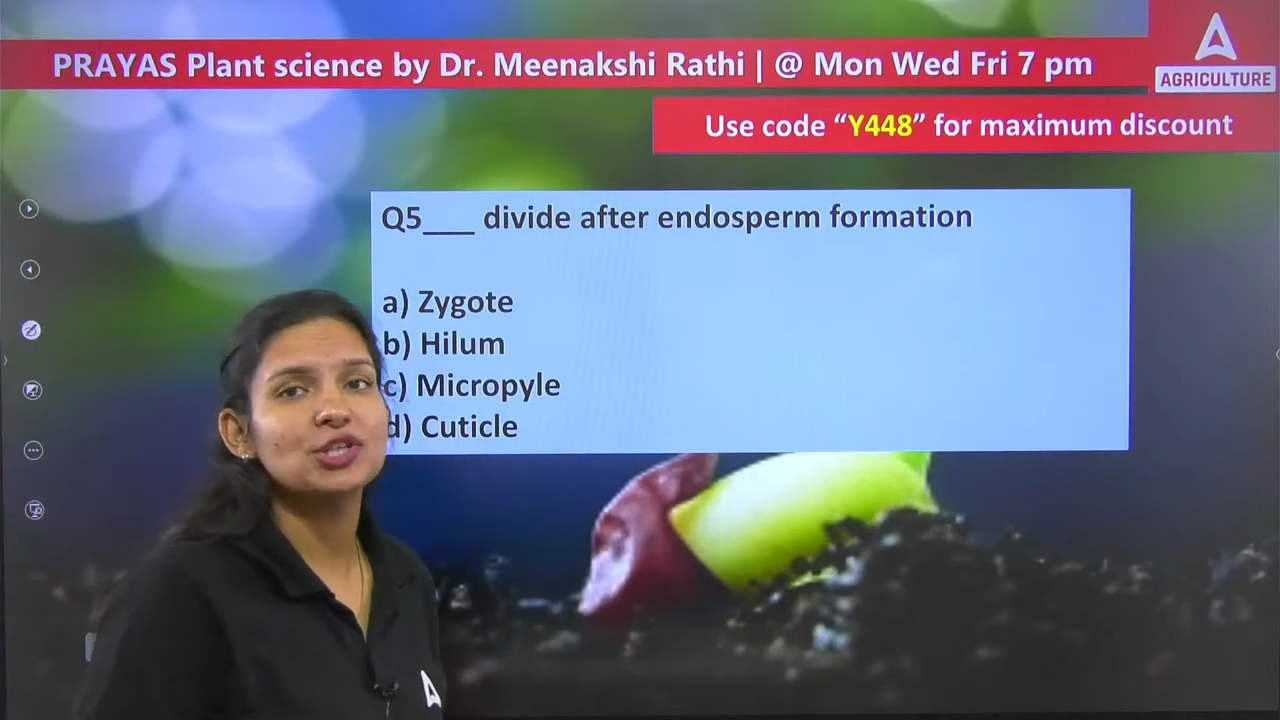 PRAYAS Plant science by Dr. Meenakshi Rathi | @ Mon Wed Fri 7 pm
AGRICULTURE
Use code “Y448” for maximum discount
Q5___ divide after endosperm formation
a) Zygote
b) Hilum
c) Micropyle
d) Cuticle